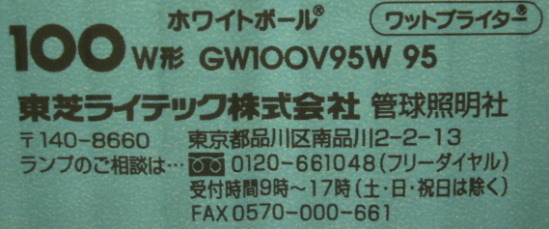 ホワイトボール® ワットブライター®
100W形 GW100V95W 95
東芝ライテック株式会社 管球照明社
〒140-8660 東京都品川区南品川2-2-13
ランプのご相談は… 0120-661048(フリーダイヤル)
受付時間9時～17時(土・日・祝日は除く)
FAX0570-000-661